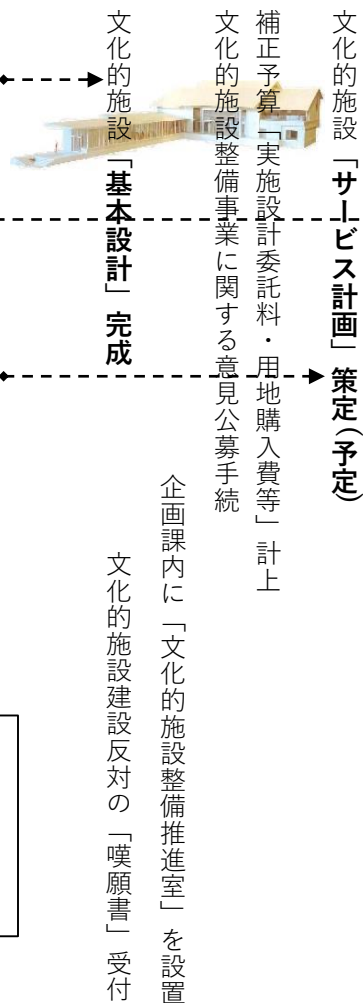 文化的施設「サービス計画」策定（予定）
補正予算「実施設計委託料・用地購入費等」計上
文化的施設整備事業に関する意見公募手続
企画課内に「文化的施設整備推進室」を設置
文化的施設「基本設計」完成
文化的施設建設反対の「嘆願書」受付